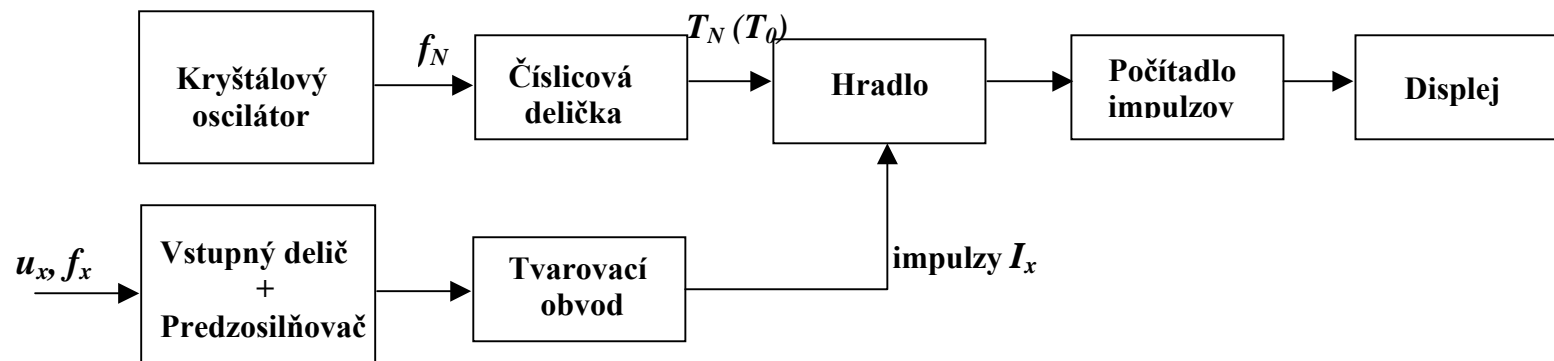 Kryštálový
oscilátor
f_N
Číslicová
delička
T_N (T_0)
Hradlo
Počítadlo
impulzov
Displej
u_x, f_x
Vstupný delič
+
Predzosilňovač
Tvarovací
obvod
impulzy I_x